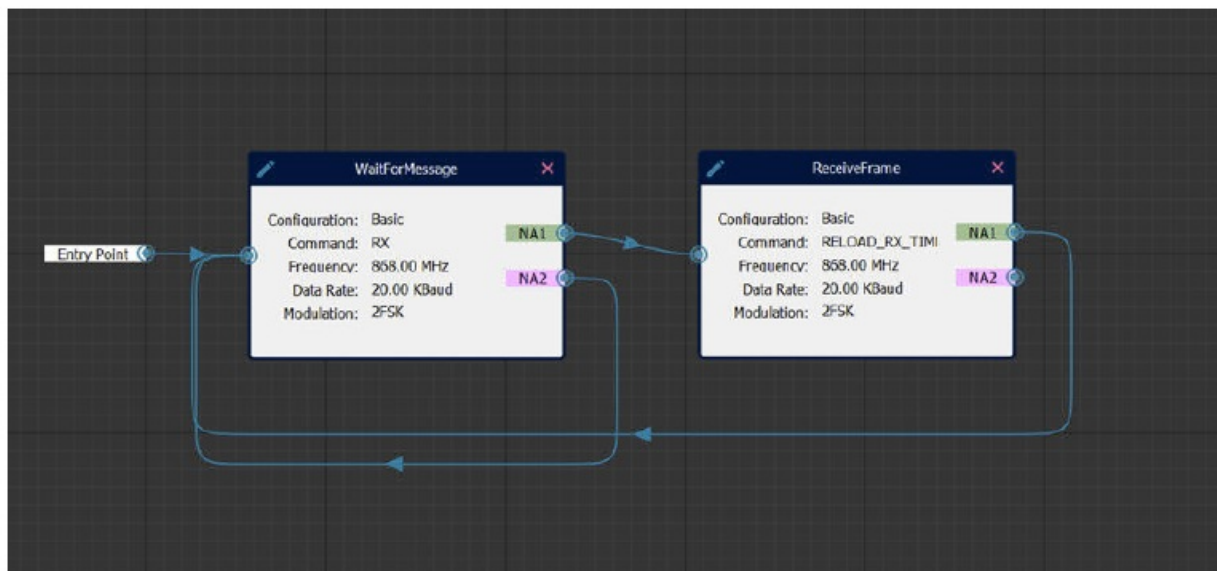 Entry Point
WaitForMessage
Configuration: Basic
Command: RX
Frequency: 868.00 MHz
Data Rate: 20.00 KBaud
Modulation: 2FSK
NA1
NA2
ReceiveFrame
Configuration: Basic
Command: RELOAD_RX_TIMI
Frequency: 868.00 MHz
Data Rate: 20.00 KBaud
Modulation: 2FSK
NA1
NA2